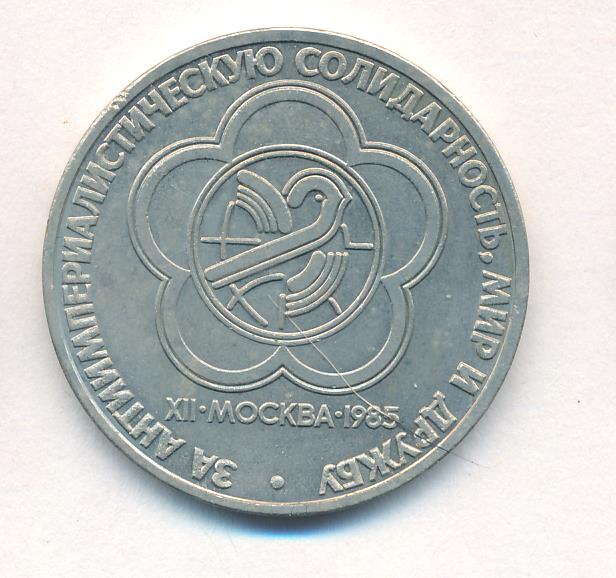 ЗА АНТИИМПЕРИАЛИСТИЧЕСКУЮ СОЛИДАРНОСТЬ, МИР И ДРУЖБУ •
XII•МОСКВА•1985